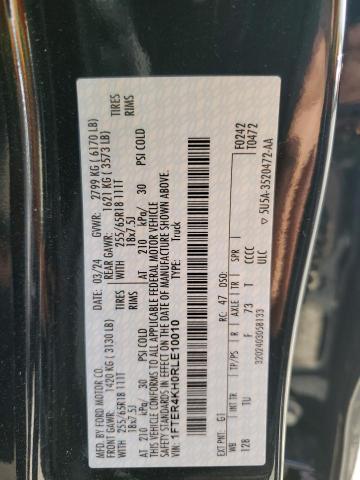 MFD. BY FORD MOTOR CO.
DATE: 03/24 GVWR: 2799 KG ( 6170 LB)
FRONT GAWR: 1420 KG ( 3130 LB) REAR GAWR: 1621 KG ( 3573 LB)
WITH 255/65R18 111T TIRES WITH 255/65R18 111T TIRES
18x7.5J RIMS 18x7.5J RIMS
AT 210 kPa/ 30 PSI COLD AT 210 kPa/ 30 PSI COLD
THIS VEHICLE CONFORMS TO ALL APPLICABLE FEDERAL MOTOR VEHICLE
SAFETY STANDARDS IN EFFECT ON THE DATE OF MANUFACTURE SHOWN ABOVE.
VIN: 1FTER4KH0RLE10010
TYPE: Truck
F0242
T0472
EXT PNT: G1 RC: 47 DSO:
WB INT TR TP/PS R AXLE TR SPR
128 TU F 73 T CCCC
ULC
3202403058133
5U5A-3520472-AA